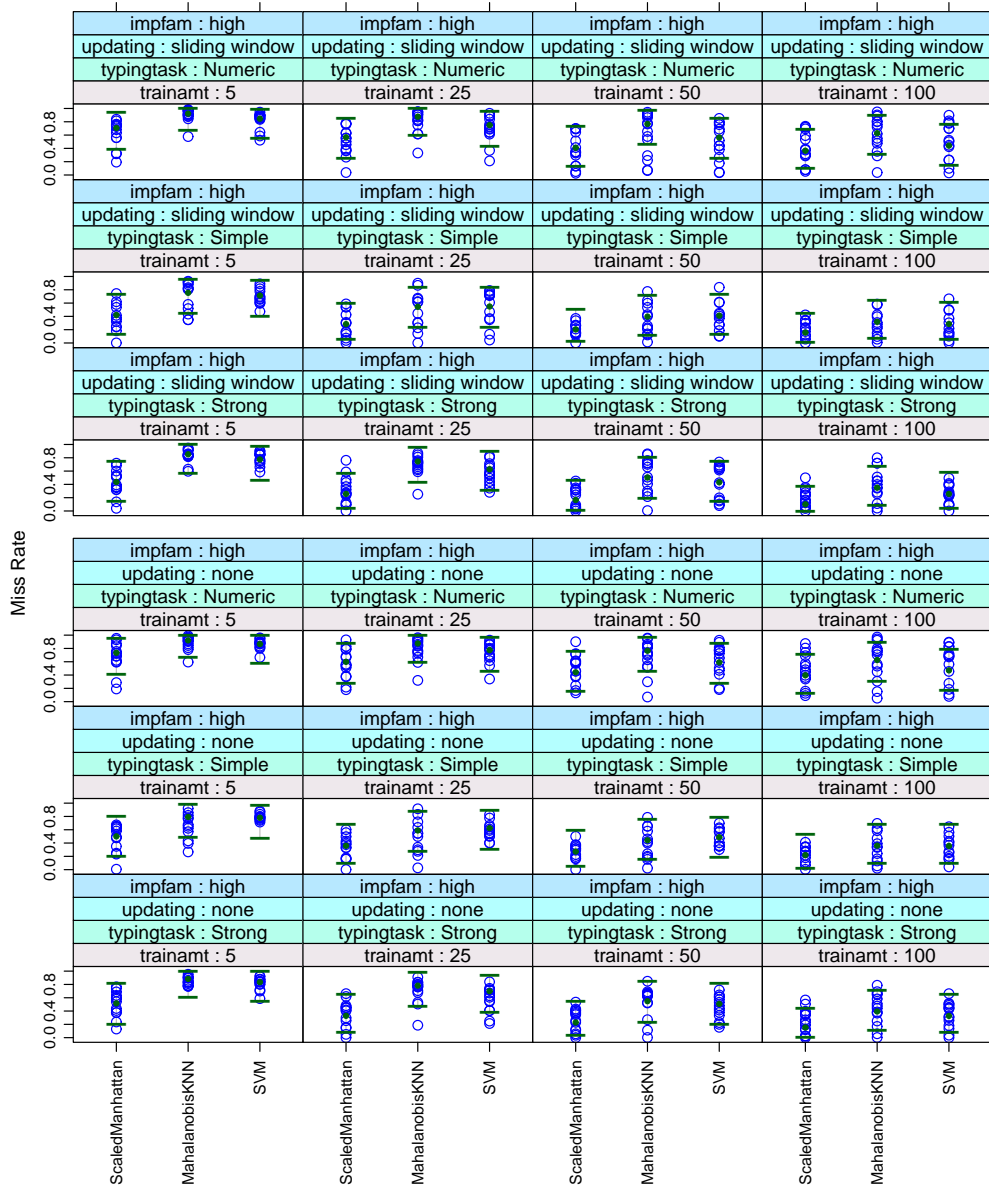 impfam : high impfam : high impfam : high impfam : high
updating : sliding window updating : sliding window updating : sliding window updating : sliding window
typingtask : Numeric typingtask : Numeric typingtask : Numeric typingtask : Numeric
trainamt : 5 trainamt : 25 trainamt : 50 trainamt : 100
0.0 0.4 0.8
impfam : high impfam : high impfam : high impfam : high
updating : sliding window updating : sliding window updating : sliding window updating : sliding window
typingtask : Simple typingtask : Simple typingtask : Simple typingtask : Simple
trainamt : 5 trainamt : 25 trainamt : 50 trainamt : 100
0.0 0.4 0.8
impfam : high impfam : high impfam : high impfam : high
updating : sliding window updating : sliding window updating : sliding window updating : sliding window
typingtask : Strong typingtask : Strong typingtask : Strong typingtask : Strong
trainamt : 5 trainamt : 25 trainamt : 50 trainamt : 100
0.0 0.4 0.8
Miss Rate
impfam : high impfam : high impfam : high impfam : high
updating : none updating : none updating : none updating : none
typingtask : Numeric typingtask : Numeric typingtask : Numeric typingtask : Numeric
trainamt : 5 trainamt : 25 trainamt : 50 trainamt : 100
0.0 0.4 0.8
impfam : high impfam : high impfam : high impfam : high
updating : none updating : none updating : none updating : none
typingtask : Simple typingtask : Simple typingtask : Simple typingtask : Simple
trainamt : 5 trainamt : 25 trainamt : 50 trainamt : 100
0.0 0.4 0.8
impfam : high impfam : high impfam : high impfam : high
updating : none updating : none updating : none updating : none
typingtask : Strong typingtask : Strong typingtask : Strong typingtask : Strong
trainamt : 5 trainamt : 25 trainamt : 50 trainamt : 100
0.0 0.4 0.8
ScaledManhattan MahalanobisKNN SVM ScaledManhattan MahalanobisKNN SVM ScaledManhattan MahalanobisKNN SVM ScaledManhattan MahalanobisKNN SVM